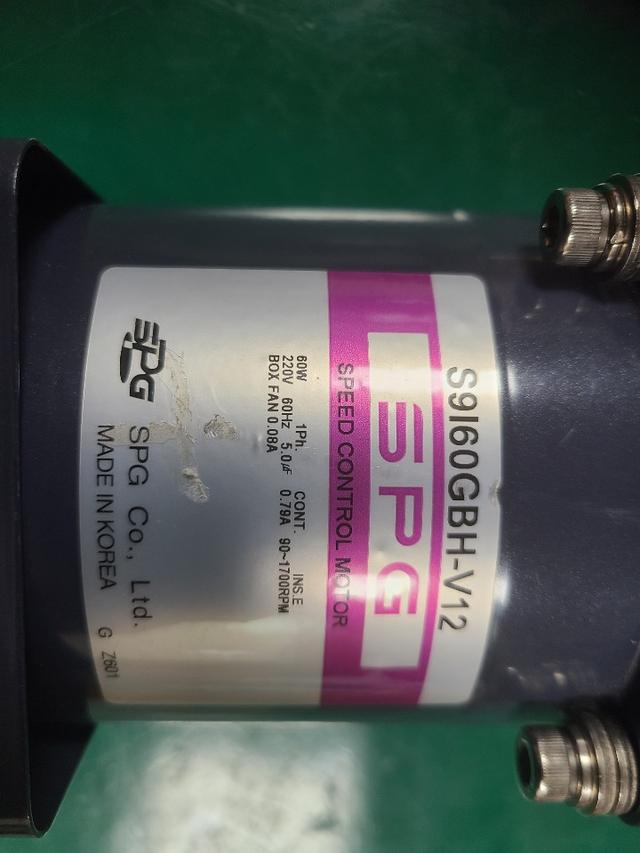 S9I60GBH-V12
SPG
SPEED CONTROL MOTOR
60W 1Ph. CONT. INS.E
220V 60Hz 5.0㎌ 0.79A 90~1700RPM
BOX FAN 0.08A
SPG SPG Co., Ltd.
MADE IN KOREA G Z601